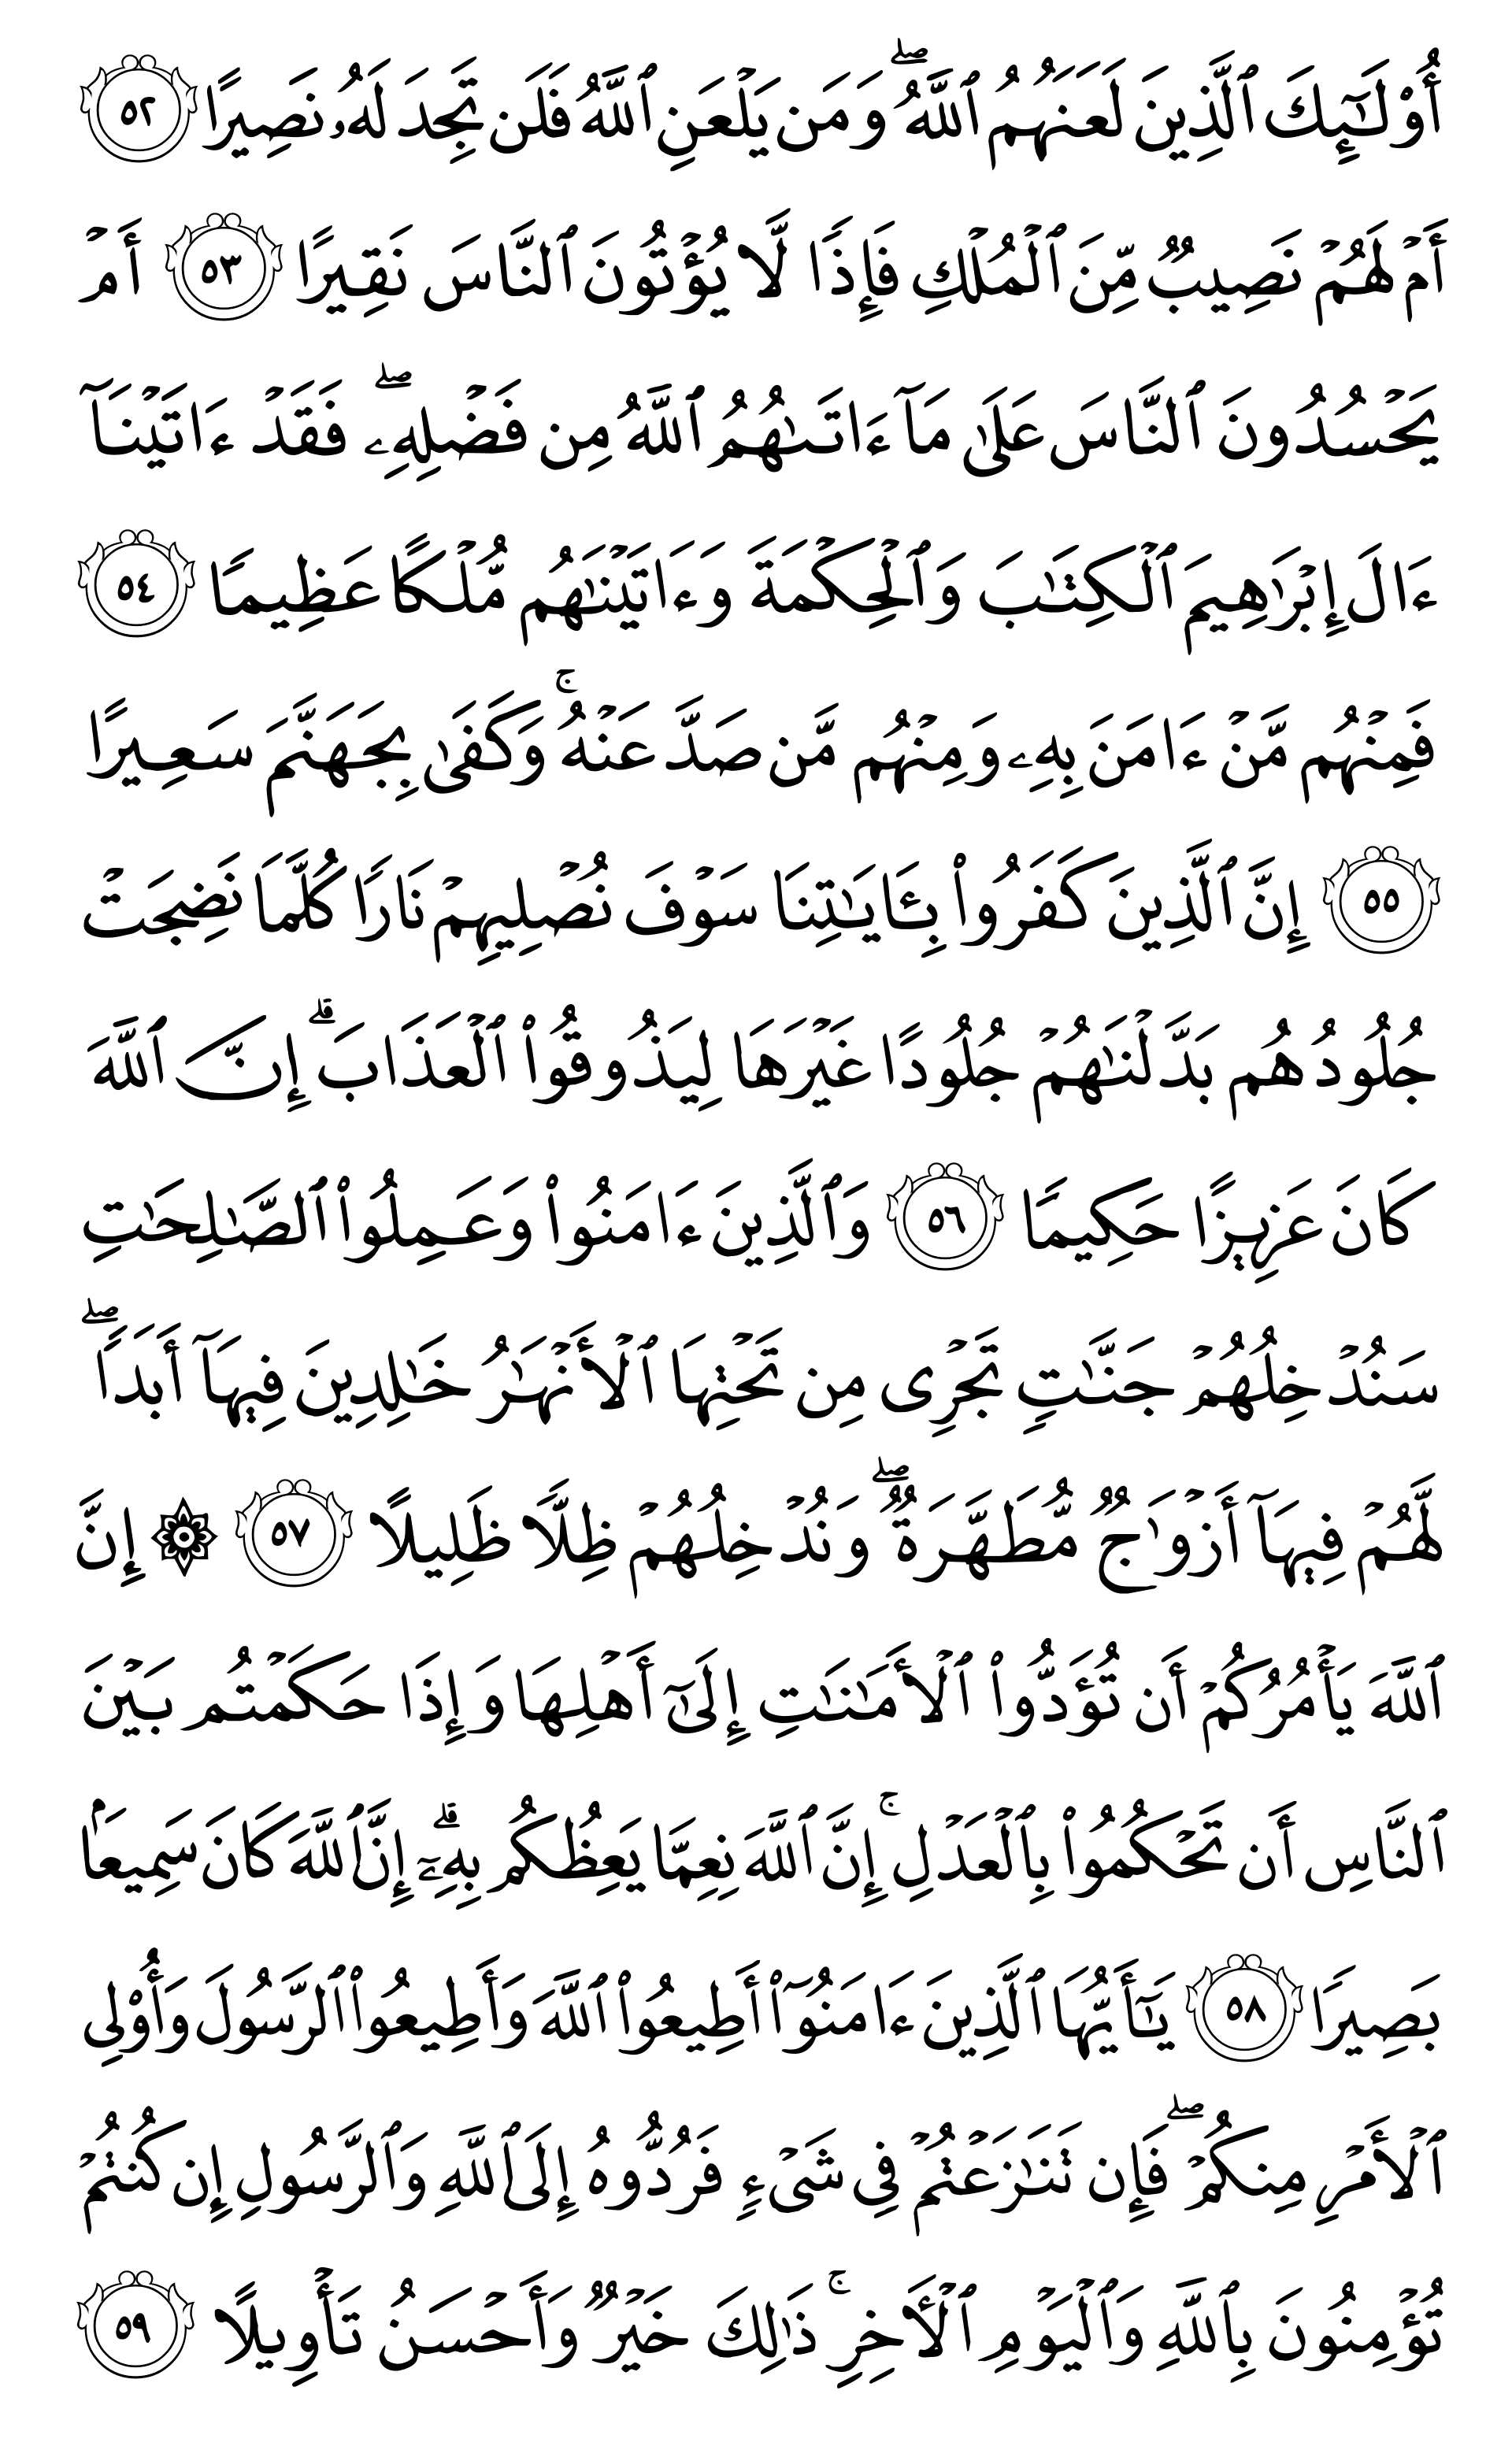 أُوْلَـٰٓئِكَ ٱلَّذِينَ لَعَنَهُمُ ٱللَّهُۖ وَمَن يَلْعَنِ ٱللَّهُ فَلَن تَجِدَ لَهُۥ نَصِيرًا ٥٢
أَمْ لَهُمْ نَصِيبٌ مِّنَ ٱلْمُلْكِ فَإِذًا لَّا يُؤْتُونَ ٱلنَّاسَ نَقِيرًا ٥٣ أَمْ
يَحْسُدُونَ ٱلنَّاسَ عَلَىٰ مَآ ءَاتَىٰهُمُ ٱللَّهُ مِن فَضْلِهِۦۖ فَقَدْ ءَاتَيْنَآ
ءَالَ إِبْرَٰهِيمَ ٱلْكِتَـٰبَ وَٱلْحِكْمَةَ وَءَاتَيْنَـٰهُم مُّلْكًا عَظِيمًا ٥٤
فَمِنْهُم مَّنْ ءَامَنَ بِهِۦ وَمِنْهُم مَّن صَدَّ عَنْهُۚ وَكَفَىٰ بِجَهَنَّمَ سَعِيرًا
٥٥ إِنَّ ٱلَّذِينَ كَفَرُوا۟ بِـَٔايَـٰتِنَا سَوْفَ نُصْلِيهِمْ نَارًا كُلَّمَا نَضِجَتْ
جُلُودُهُم بَدَّلْنَـٰهُمْ جُلُودًا غَيْرَهَا لِيَذُوقُوا۟ ٱلْعَذَابَۗ إِنَّ ٱللَّهَ
كَانَ عَزِيزًا حَكِيمًا ٥٦ وَٱلَّذِينَ ءَامَنُوا۟ وَعَمِلُوا۟ ٱلصَّـٰلِحَـٰتِ
سَنُدْخِلُهُمْ جَنَّـٰتٍ تَجْرِى مِن تَحْتِهَا ٱلْأَنْهَـٰرُ خَـٰلِدِينَ فِيهَآ أَبَدًاۖ
لَّهُمْ فِيهَآ أَزْوَٰجٌ مُّطَهَّرَةٌۖ وَنُدْخِلُهُمْ ظِلًّا ظَلِيلًا ٥٧ ۞ إِنَّ
ٱللَّهَ يَأْمُرُكُمْ أَن تُؤَدُّوا۟ ٱلْأَمَـٰنَـٰتِ إِلَىٰٓ أَهْلِهَا وَإِذَا حَكَمْتُم بَيْنَ
ٱلنَّاسِ أَن تَحْكُمُوا۟ بِٱلْعَدْلِۚ إِنَّ ٱللَّهَ نِعِمَّا يَعِظُكُم بِهِۦٓۗ إِنَّ ٱللَّهَ كَانَ سَمِيعَۢا
بَصِيرًا ٥٨ يَـٰٓأَيُّهَا ٱلَّذِينَ ءَامَنُوٓا۟ أَطِيعُوا۟ ٱللَّهَ وَأَطِيعُوا۟ ٱلرَّسُولَ وَأُوْلِى
ٱلْأَمْرِ مِنكُمْۖ فَإِن تَنَـٰزَعْتُمْ فِى شَىْءٍ فَرُدُّوهُ إِلَى ٱللَّهِ وَٱلرَّسُولِ إِن كُنتُمْ
تُؤْمِنُونَ بِٱللَّهِ وَٱلْيَوْمِ ٱلْأَخِرِۚ ذَٰلِكَ خَيْرٌ وَأَحْسَنُ تَأْوِيلًا ٥٩